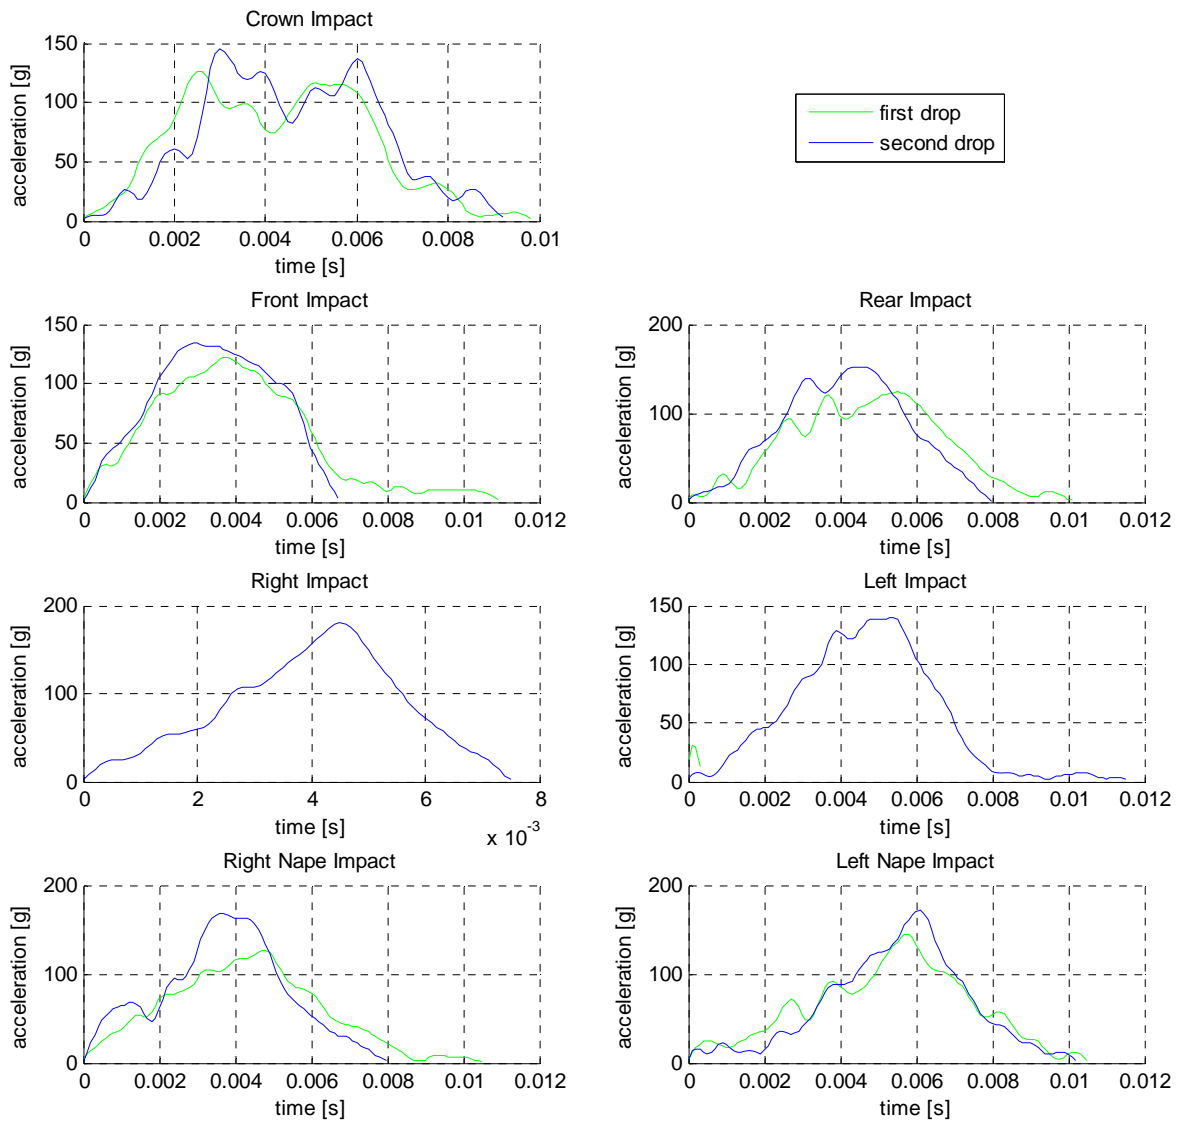 Crown Impact
150
100
50
0
acceleration [g]
0 0.002 0.004 0.006 0.008 0.01
time [s]
first drop
second drop
Front Impact
150
100
50
0
acceleration [g]
0 0.002 0.004 0.006 0.008 0.01 0.012
time [s]
Rear Impact
200
100
0
acceleration [g]
0 0.002 0.004 0.006 0.008 0.01 0.012
time [s]
Right Impact
200
100
0
acceleration [g]
0 2 4 6 8
time [s]
x 10-3
Left Impact
150
100
50
0
acceleration [g]
0 0.002 0.004 0.006 0.008 0.01 0.012
time [s]
Right Nape Impact
200
100
0
acceleration [g]
0 0.002 0.004 0.006 0.008 0.01 0.012
time [s]
Left Nape Impact
200
100
0
acceleration [g]
0 0.002 0.004 0.006 0.008 0.01 0.012
time [s]